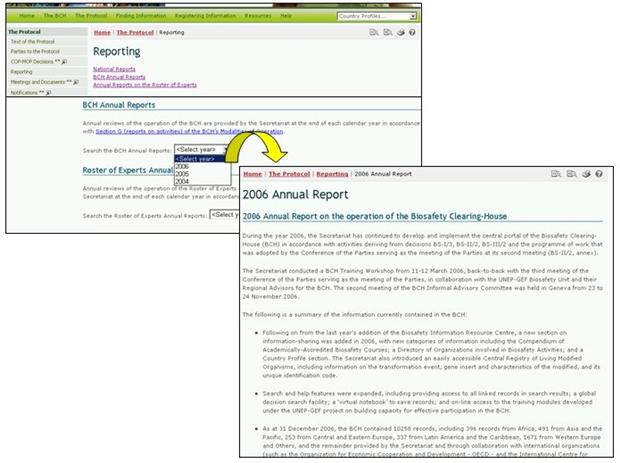 Home The BCH The Protocol Finding Information Registering Information Resources Help Country Profiles...
The Protocol
Text of the Protocol
Parties to the Protocol
COP-MOP Decisions **
Reporting
Meetings and Documents **
Notifications **
Home | The Protocol | Reporting
Reporting
National Reports
BCH Annual Reports
Annual Reports on the Roster of Experts
BCH Annual Reports
Annual reviews of the operation of the BCH are provided by the Secretariat at the end of each calendar year in accordance
with Section G (reports on activities) of the BCH's Modalities of Operation.
Search the BCH Annual Reports: <Select year>
<Select year>
2006
2005
2004
Roster of Experts Annual
Annual reviews of the operation of the Roster of Experts
Secretariat at the end of each calendar year in accordance
Search the Roster of Experts Annual Reports: <Select y
Home | The Protocol | Reporting | 2006 Annual Report
2006 Annual Report
2006 Annual Report on the operation of the Biosafety Clearing-House
During the year 2006, the Secretariat has continued to develop and implement the central portal of the Biosafety Clearing-
House (BCH) in accordance with activities deriving from decisions BS-I/3, BS-II/2, BS-III/2 and the programme of work that
was adopted by the Conference of the Parties serving as the meeting of the Parties at its second meeting (BS-II/2, annex).
The Secretariat conducted a BCH Training Workshop from 11-12 March 2006, back-to-back with the third meeting of the
Conference of the Parties serving as the meeting of the Parties, in collaboration with the UNEP-GEF Biosafety Unit and their
Regional Advisors for the BCH. The second meeting of the BCH Informal Advisory Committee was held in Geneva from 23 to
24 November 2006.
The following is a summary of the information currently contained in the BCH:
Following on from the last year's addition of the Biosafety Information Resource Centre, a new section on
information-sharing was added in 2006, with new categories of information including the Compendium of
Academically-Accredited Biosafety Courses; a Directory of Organizations involved in Biosafety Activities; and a
Country Profile section. The Secretariat also introduced an easily accessible Central Registry of Living Modified
Organisms, including information on the transformation event, gene insert and characteristics of the modified, and its
unique identification code.
Search and help features were expanded, including providing access to all linked records in search results; a global
decision search facility; a 'virtual notebook' to save records; and on-line access to the training modules developed
under the UNEP-GEF project on building capacity for effective participation in the BCH.
As at 31 December 2006, the BCH contained 10258 records, including 396 records from Africa, 491 from Asia and the
Pacific, 253 from Central and Eastern Europe, 337 from Latin America and the Caribbean, 1671 from Western Europe
and Others, and the remainder provided by the Secretariat and through collaboration with international organizations
(such as the Organization for Economic Cooperation and Development - OECD - and the International Centre for